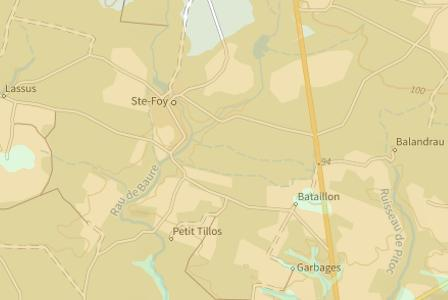 Lassus
Ste-Foy
100
Balandrau
94
Rau de Baure
Bataillon
Ruisseau de Pitoc
Petit Tillos
Garbages